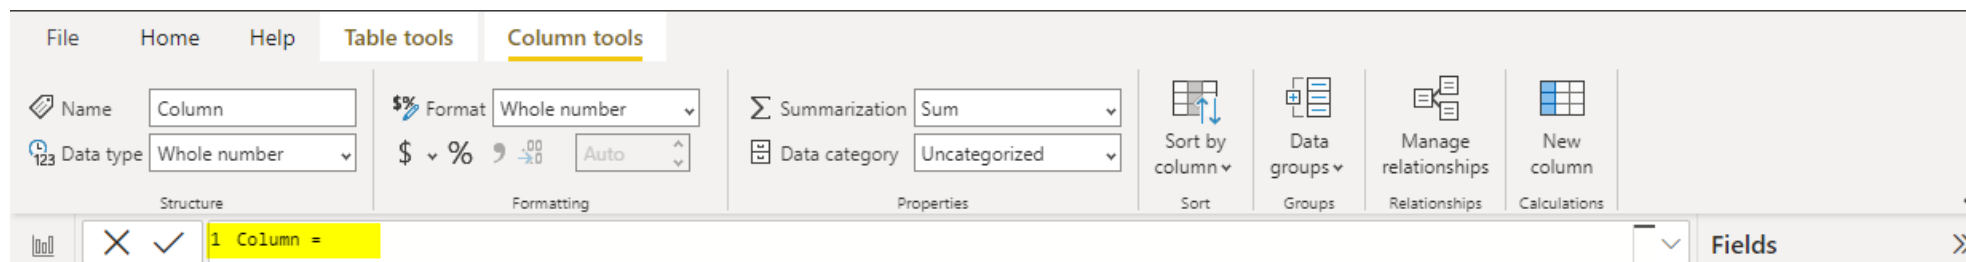 File Home Help Table tools Column tools
Name Column $% Format Whole number Summarization Sum
123 Data type Whole number $ % .00 Auto Data category Uncategorized
Sort by column
Data groups
Manage relationships
New column
Structure Formatting Properties Sort Groups Relationships Calculations
1 Column = Fields